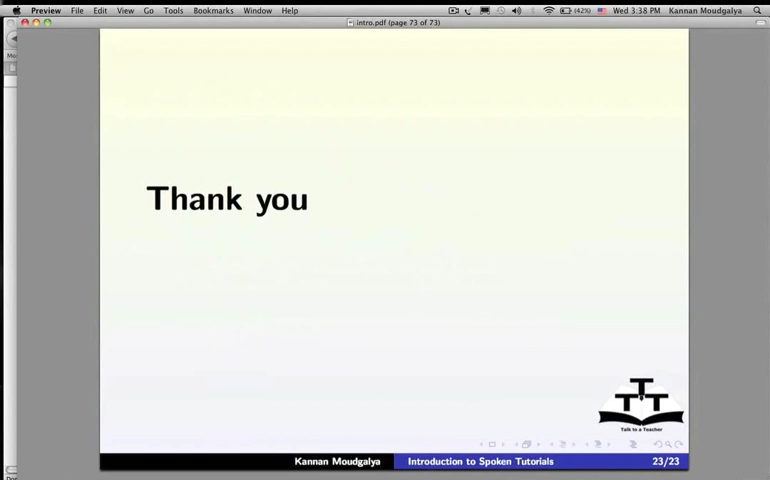 Preview File Edit View Go Tools Bookmarks Window Help (42%) Wed 3:38 PM Kannan Moudgalya
intro.pdf (page 73 of 73)
Thank you
T
T T
Talk to a Teacher
Kannan Moudgalya Introduction to Spoken Tutorials 23/23